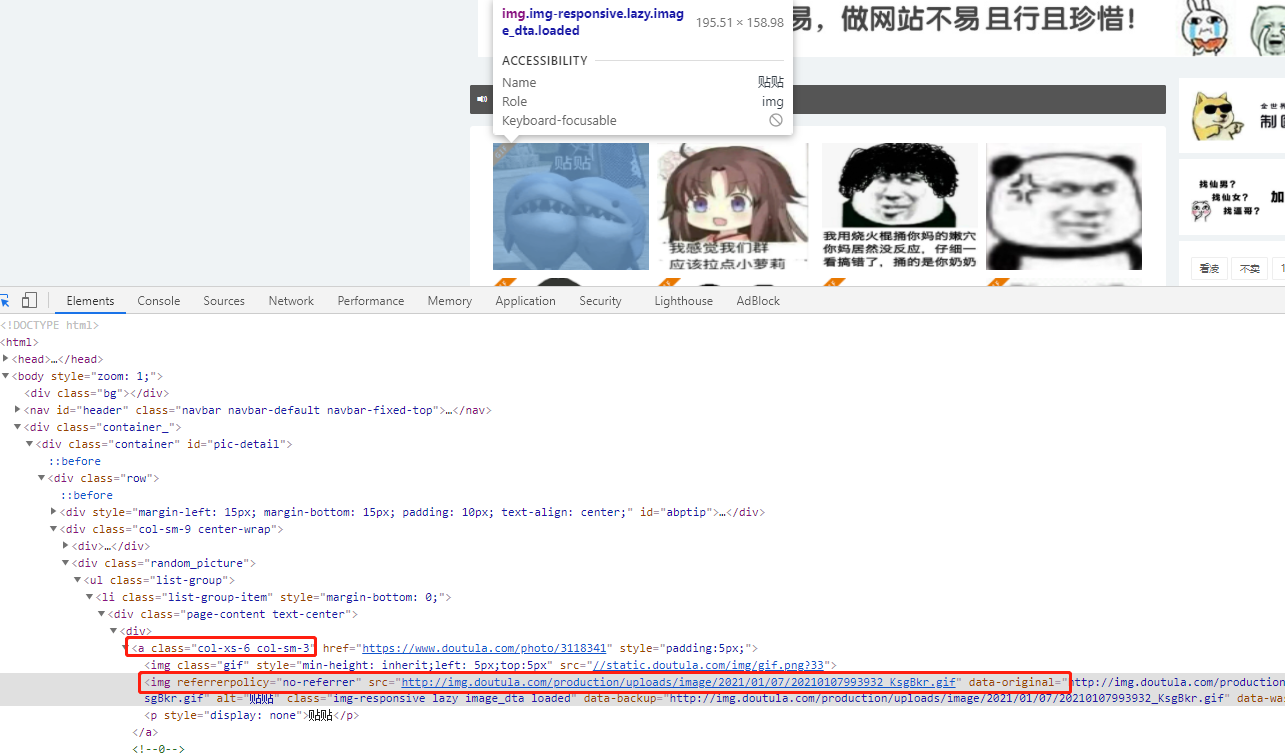 img.img-responsive.lazy.imag
e_dta.loaded
195.51 × 158.98
ACCESSIBILITY
Name
贴贴
Role
img
Keyboard-focusable
易，做网站不易 且行且珍惜！
贴贴
我感觉我们群
应该拉点小萝莉
我用烧火棍捅你妈的嫩穴
你妈居然没反应，仔细一
看搞错了，捅的是你奶奶
全世界
制图
找仙男？
找仙女？
找逼哥？
加
看凌
不卖
Elements
Console
Sources
Network
Performance
Memory
Application
Security
Lighthouse
AdBlock
<!DOCTYPE html>
<html>
<head>…</head>
<body style="zoom: 1;">
<div class="bg"></div>
<nav id="header" class="navbar navbar-default navbar-fixed-top">…</nav>
<div class="container_">
<div class="container" id="pic-detail">
::before
<div class="row">
::before
<div style="margin-left: 15px; margin-bottom: 15px; padding: 10px; text-align: center;" id="abptip">…</div>
<div class="col-sm-9 center-wrap">
<div>…</div>
<div class="random_picture">
<ul class="list-group">
<li class="list-group-item" style="margin-bottom: 0;">
<div class="page-content text-center">
<div>
<a class="col-xs-6 col-sm-3" href="https://www.doutula.com/photo/3118341" style="padding:5px;">
<img class="gif" style="min-height: inherit;left: 5px;top:5px" src="//static.doutula.com/img/gif.png?33">
<img referrerpolicy="no-referrer" src="http://img.doutula.com/production/uploads/image/2021/01/07/20210107993932_KsgBkr.gif" data-original="http://img.doutula.com/production
sgBkr.gif" alt="贴贴" class="img-responsive lazy image_dta loaded" data-backup="http://img.doutula.com/production/uploads/image/2021/01/07/20210107993932_KsgBkr.gif" data-was
<p style="display: none">贴贴</p>
</a>
<!--0-->